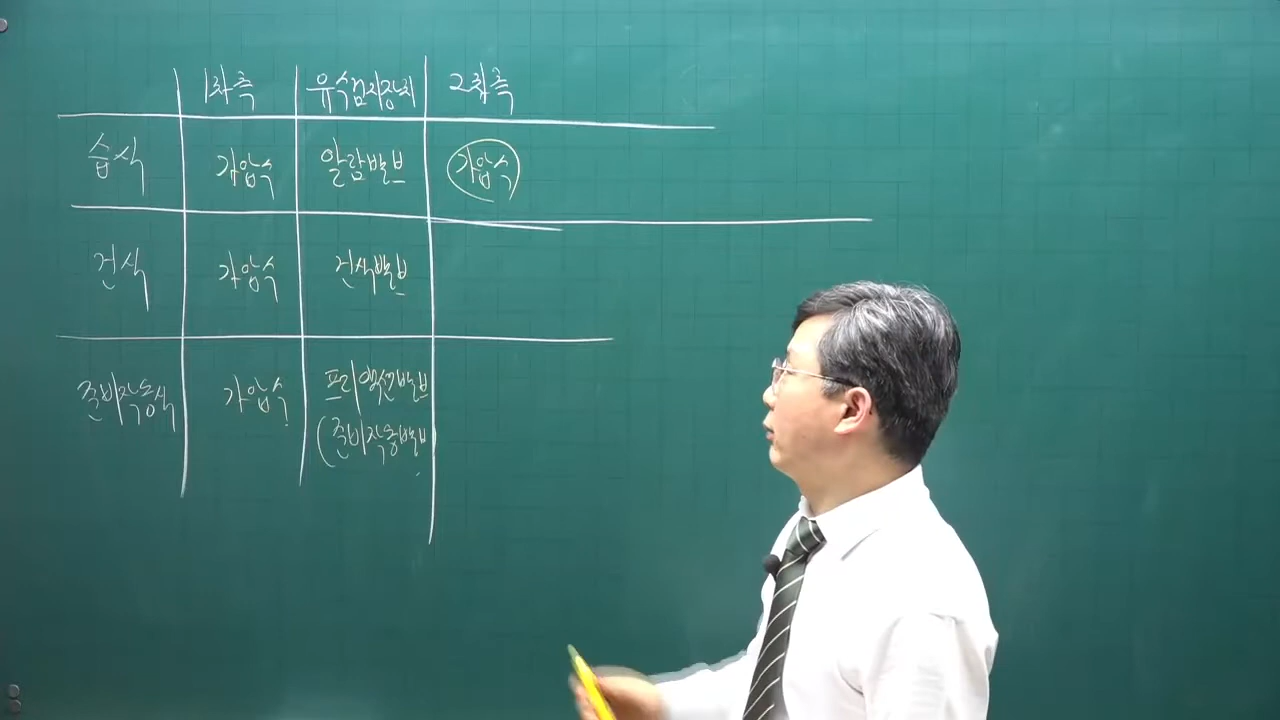 1차측 유수검지장치 2차측
습식 가압수 알람밸브 가압수
건식 가압수 건식밸브
준비작동식 가압수 프리액션밸브
(준비작동밸브